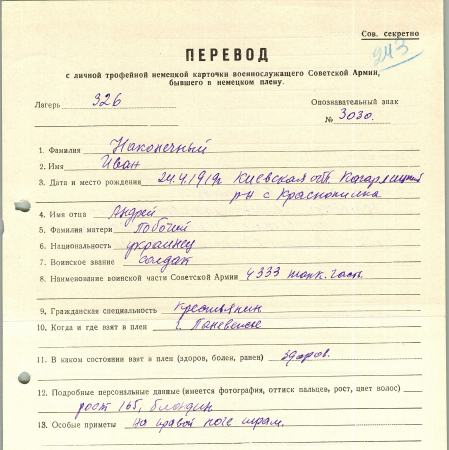 Сов. секретно
243
ПЕРЕВОД
с личной трофейной немецкой карточки военнослужащего Советской Армии,
бывшего в немецком плену.
Лагерь 326
Опознавательный знак
№ 3030.
1. Фамилия Наконечный
2. Имя Иван
3. Дата и место рождения 24.4.1919г Киевская обл. Кагарлицкий
р-н с Краснопилка
4. Имя отца Андрей
5. Фамилия матери Побочий
6. Национальность украинец
7. Воинское звание солдат
8. Наименование воинской части Советской Армии 4333 танк. часть.
9. Гражданская специальность крестьянин
10. Когда и где взят в плен г. Паневежис
11. В каком состоянии взят в плен (здоров, болен, ранен) здоров.
12. Подробные персональные данные (имеется фотография, оттиск пальцев, рост, цвет волос)
рост 165, блондин
13. Особые приметы на правой ноге шрам.